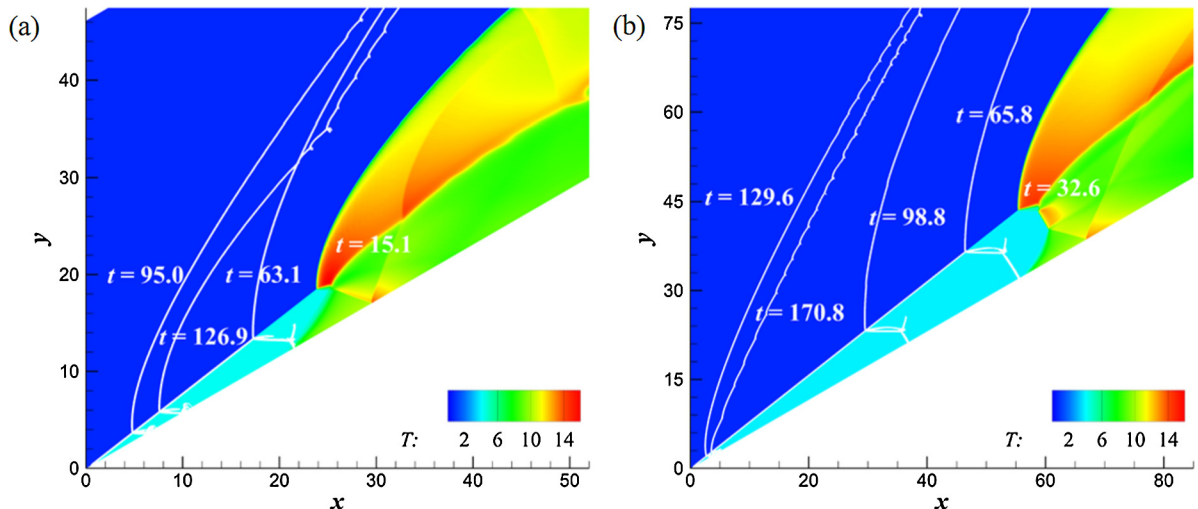 (a)
40
30
20
10
0
y
t = 15.1
t = 95.0
t = 63.1
t = 126.9
T: 2 6 10 14
0 10 20 30 40 50
x
(b)
75
60
45
30
15
0
y
t = 65.8
t = 32.6
t = 129.6
t = 98.8
t = 170.8
T: 2 6 10 14
0 20 40 60 80
x